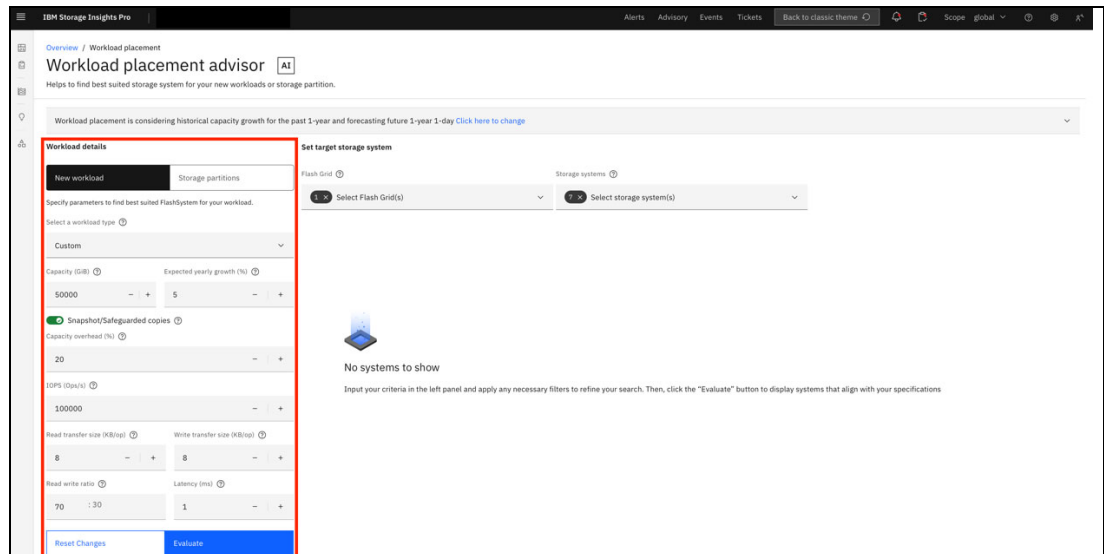 IBM Storage Insights Pro
Alerts Advisory Events Tickets Back to classic theme Scope global
Overview / Workload placement
Workload placement advisor AI
Helps to find best suited storage system for your new workloads or storage partition.
Workload placement is considering historical capacity growth for the past 1-year and forecasting future 1-year 1-day Click here to change
Workload details
New workload Storage partitions
Specify parameters to find best suited FlashSystem for your workload.
Select a workload type
Custom
Capacity (GiB) Expected yearly growth (%)
50000 - + 5 - +
Snapshot/Safeguarded copies
Capacity overhead (%)
20 - +
IOPS (Ops/s)
100000 - +
Read transfer size (KB/op) Write transfer size (KB/op)
8 - + 8 - +
Read write ratio Latency (ms)
70 : 30 1 - +
Reset Changes Evaluate
Set target storage system
Flash Grid Storage systems
1 × Select Flash Grid(s) 7 × Select storage system(s)
No systems to show
Input your criteria in the left panel and apply any necessary filters to refine your search. Then, click the "Evaluate" button to display systems that align with your specifications